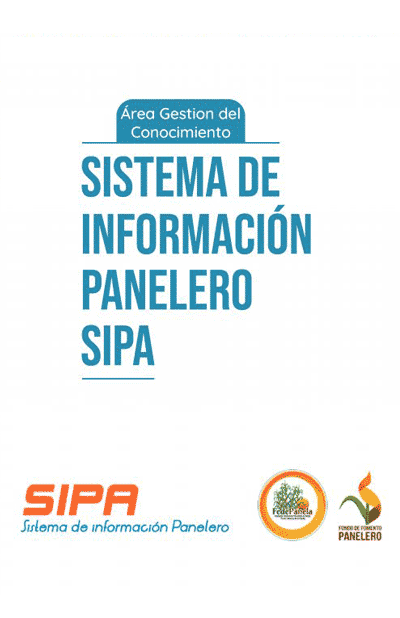 Área Gestion del
Conocimiento
SISTEMA DE
INFORMACIÓN
PANELERO
SIPA
SIPA
Sistema de información Panelero
FedePanela
FONDO DE FOMENTO
PANELERO